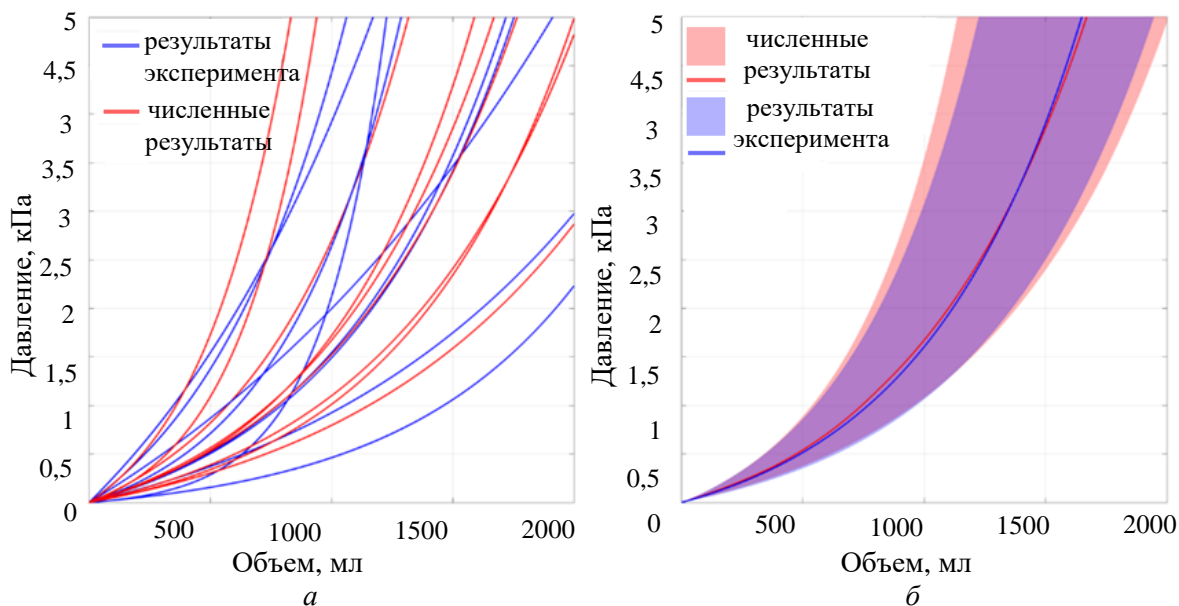 5
4,5
3
3,5
3
2,5
2
1,5
1
0,5
0
Давление, кПа
результаты
эксперимента
численные
результаты
500
1000
1500
2000
Объем, мл
а
5
4,5
3
3,5
3
2,5
2
1,5
1
0,5
0
Давление, кПа
численные
результаты
результаты
эксперимента
500
1000
1500
2000
Объем, мл
б